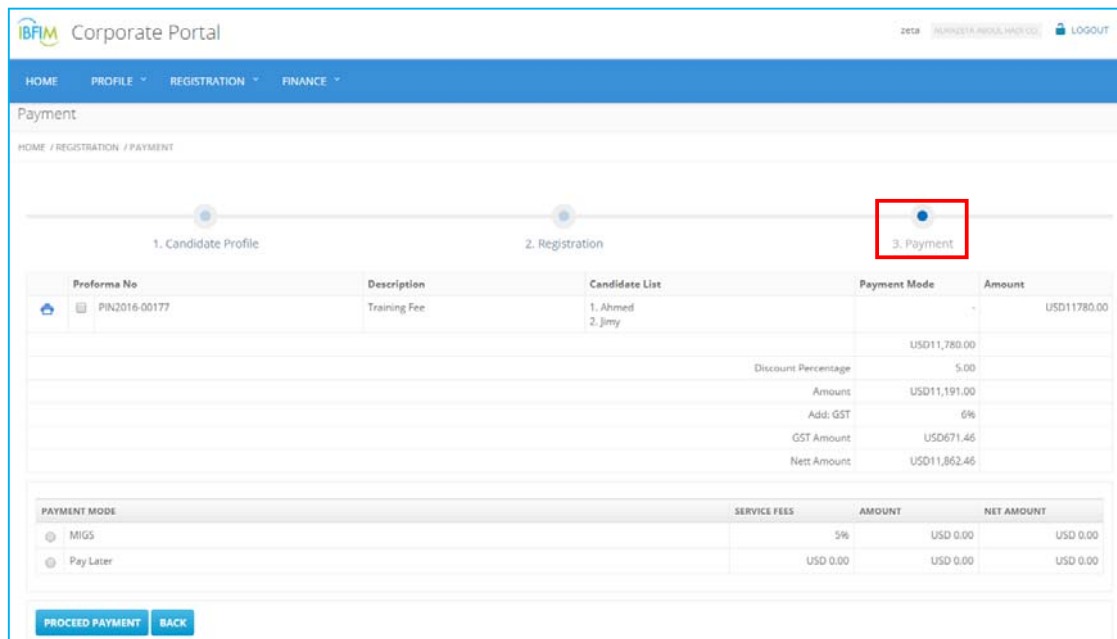 IBFIM Corporate Portal zeta LOGOUT
HOME PROFILE REGISTRATION FINANCE
Payment
HOME / REGISTRATION / PAYMENT
1. Candidate Profile 2. Registration 3. Payment
Proforma No Description Candidate List Payment Mode Amount
PIN2016-00177 Training Fee 1. Ahmed - USD11780.00
2. Jimy
USD11,780.00
Discount Percentage 5.00
Amount USD11,191.00
Add: GST 6%
GST Amount USD671.46
Nett Amount USD11,862.46
PAYMENT MODE SERVICE FEES AMOUNT NET AMOUNT
MIGS 5% USD 0.00 USD 0.00
Pay Later USD 0.00 USD 0.00 USD 0.00
PROCEED PAYMENT BACK